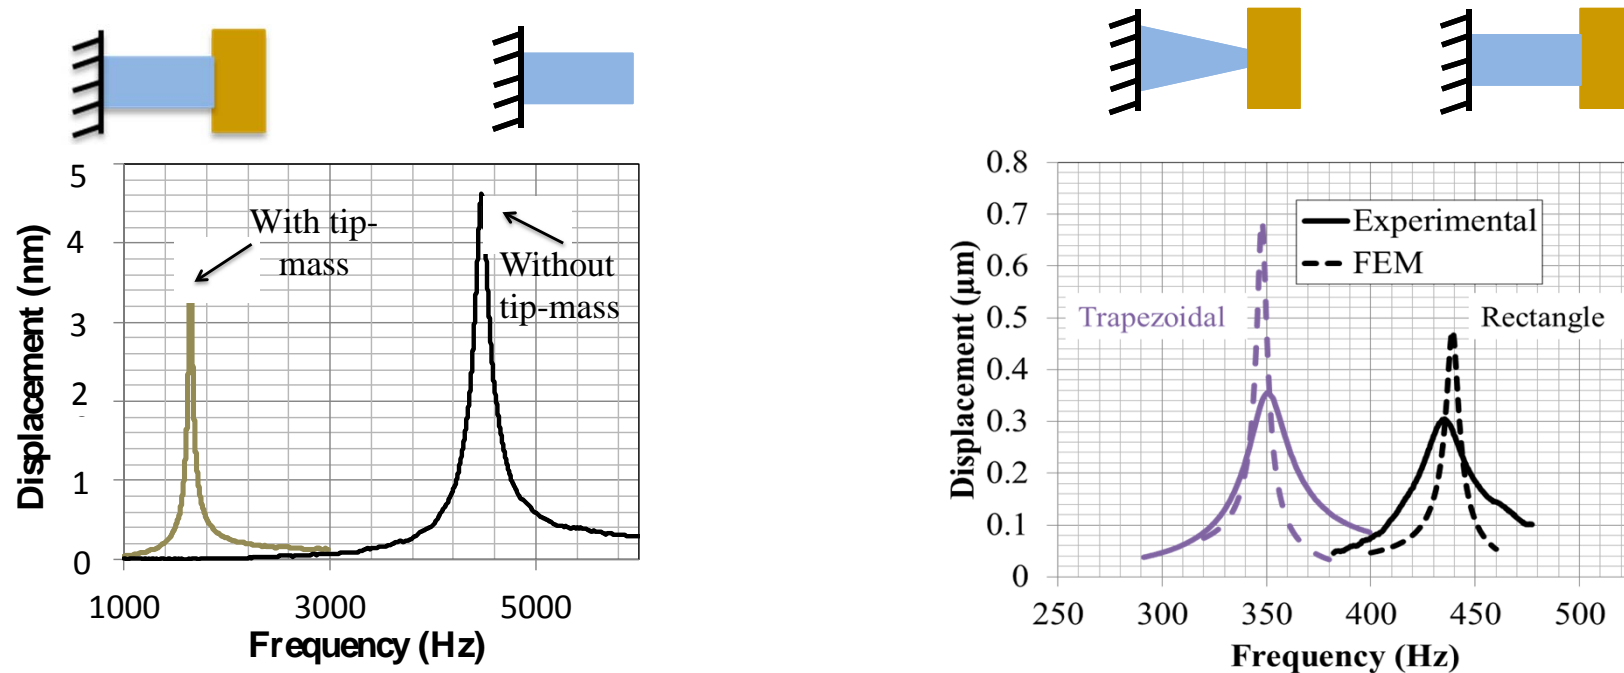 5
4
3
2
1
0
Displacement (nm)
With tip-
mass
Without
tip-mass
1000 3000 5000
Frequency (Hz)
0.8
0.7
0.6
0.5
0.4
0.3
0.2
0.1
0
Displacement (µm)
Experimental
FEM
Trapezoidal
Rectangle
250 300 350 400 450 500
Frequency (Hz)